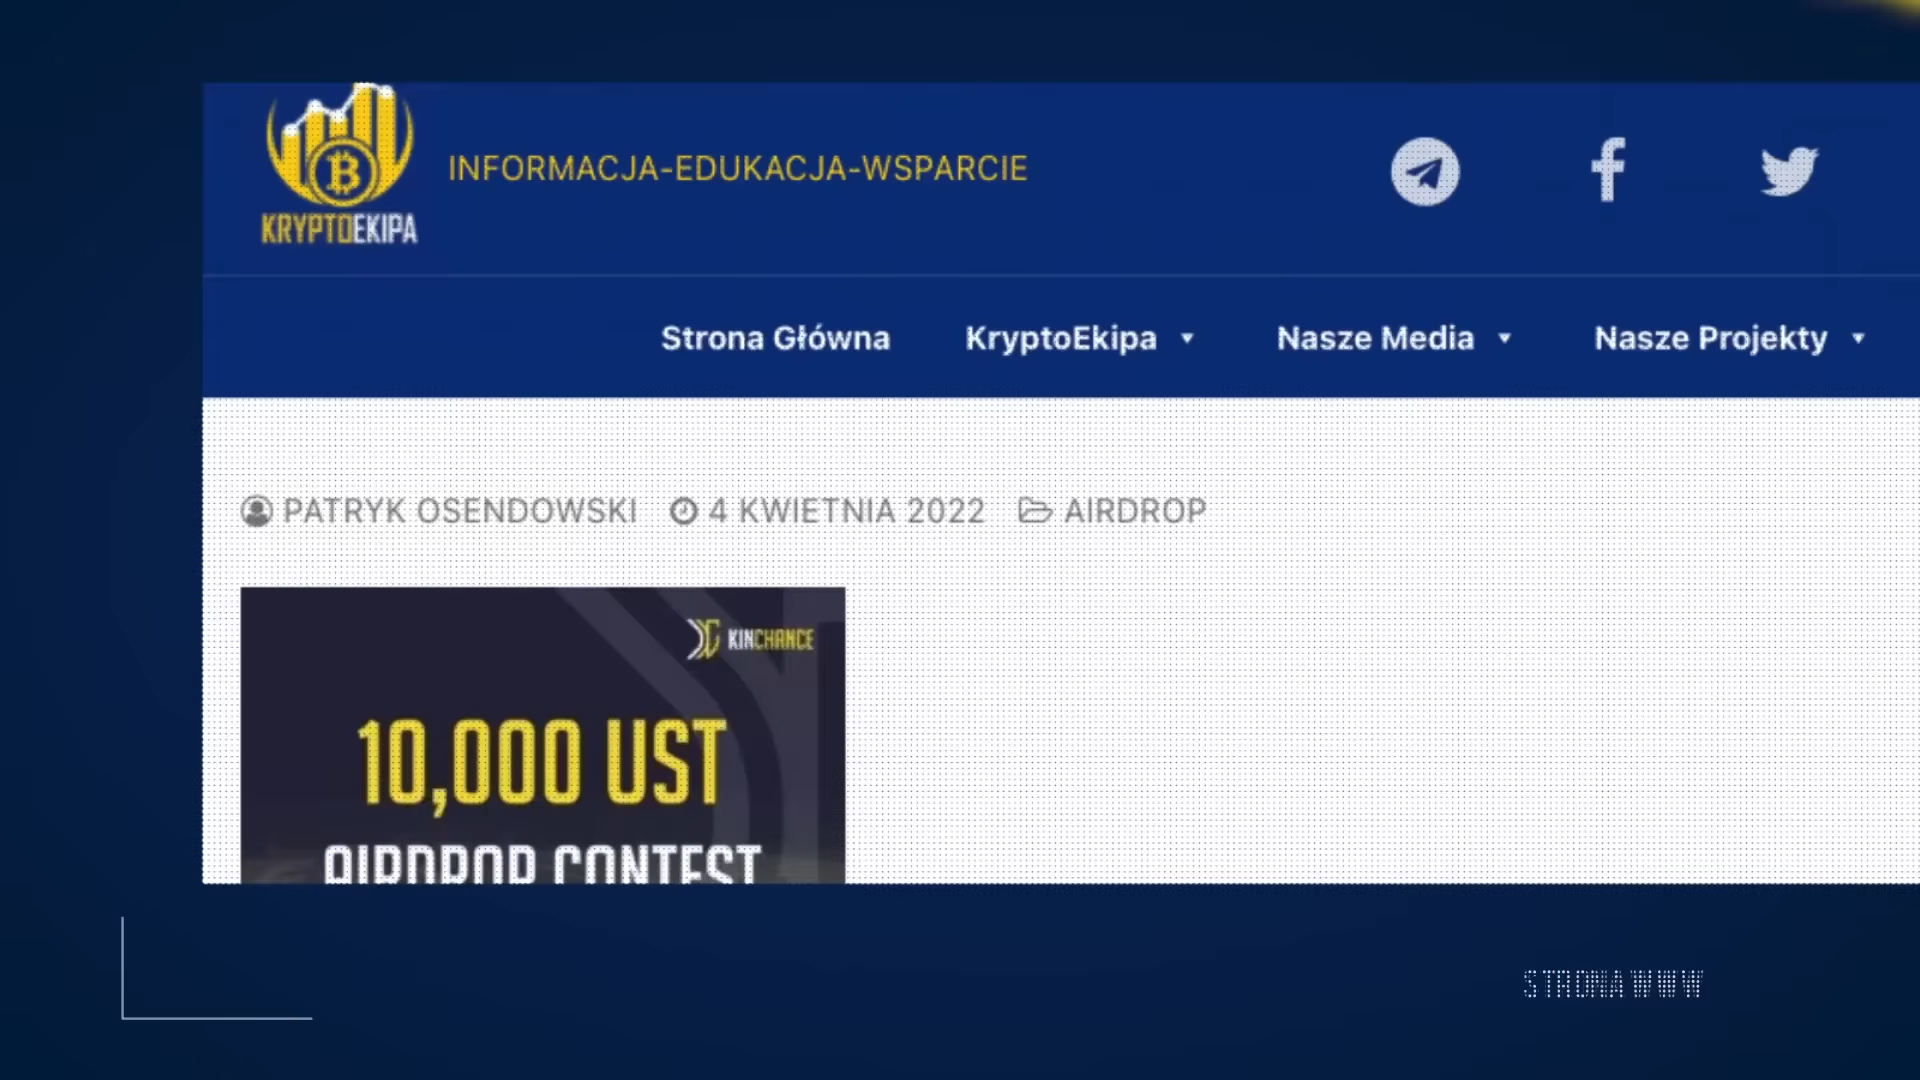 INFORMACJA-EDUKACJA-WSPARCIE
KRYPTOEKIPA
Strona Główna KryptoEkipa Nasze Media Nasze Projekty
PATRYK OSENDOWSKI 4 KWIETNIA 2022 AIRDROP
KINCHANCE
10,000 UST
AIRDROP CONTEST
STRONA WWW